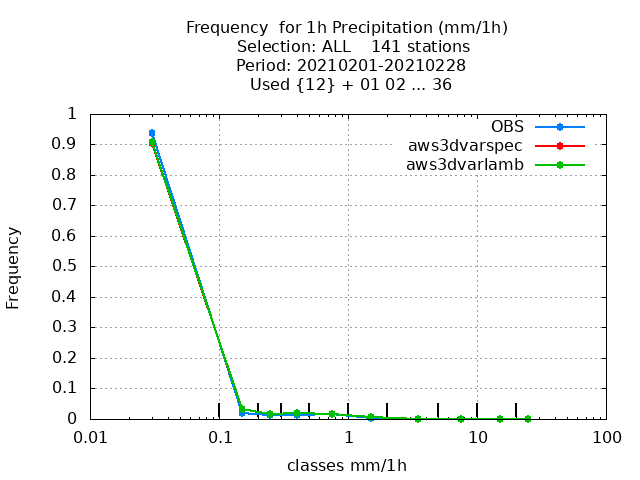 Frequency  for 1h Precipitation (mm/1h)
Selection: ALL    141 stations
Period: 20210201-20210228
Used {12} + 01 02 ... 36
OBS
aws3dvarspec
aws3dvarlamb
Frequency
1
0.9
0.8
0.7
0.6
0.5
0.4
0.3
0.2
0.1
0
0.01 0.1 1 10 100
classes mm/1h